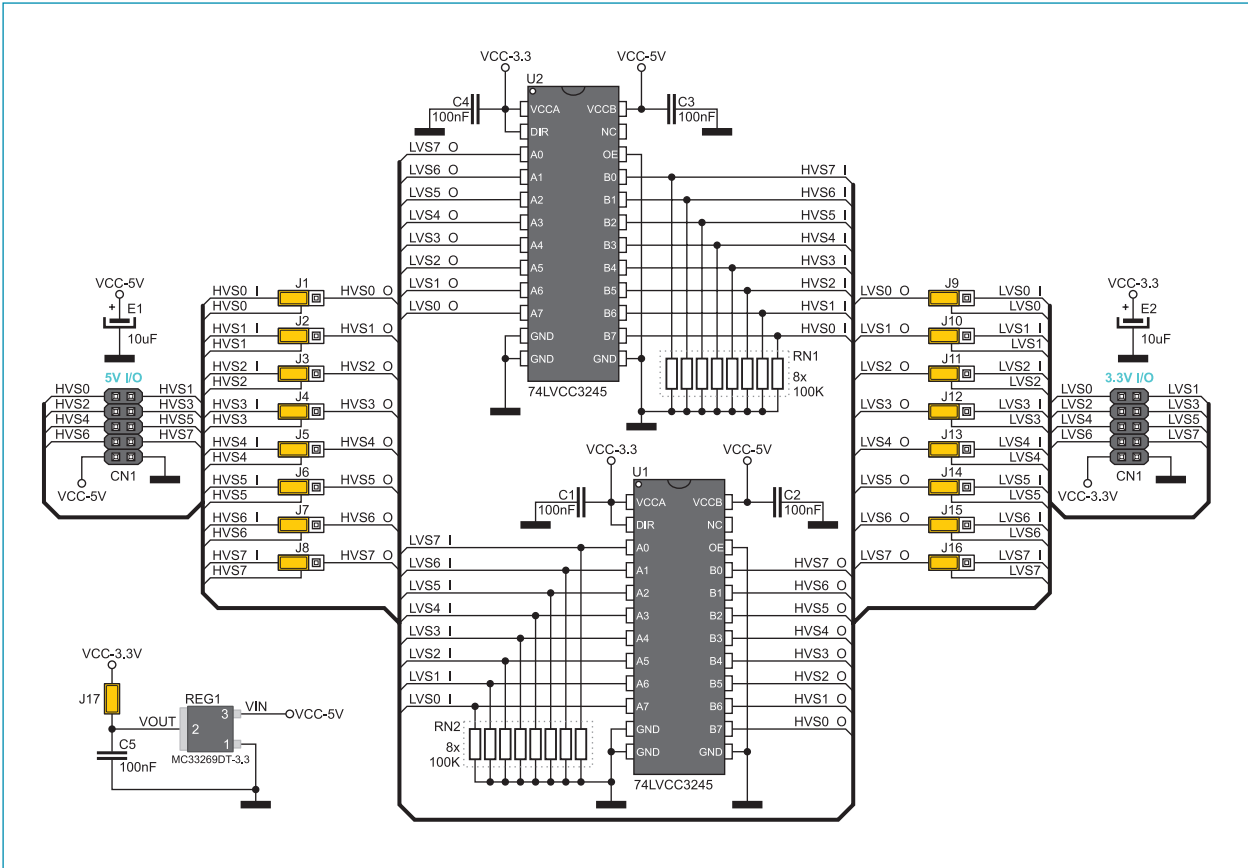 VCC-3.3
VCC-5V
U2
C4
100nF
C3
100nF
VCCA
VCCB
DIR
NC
A0
OE
A1
B0
A2
B1
A3
B2
A4
B3
A5
B4
A6
B5
A7
B6
GND
B7
GND
GND
74LVCC3245
LVS7 O
LVS6 O
LVS5 O
LVS4 O
LVS3 O
LVS2 O
LVS1 O
LVS0 O
HVS7 I
HVS6 I
HVS5 I
HVS4 I
HVS3 I
HVS2 I
HVS1 I
HVS0 I
RN1
8x
100K
VCC-5V
+ E1
10uF
5V I/O
HVS0
HVS1
HVS2
HVS3
HVS4
HVS5
HVS6
HVS7
CN1
VCC-5V
HVS0 I
HVS0
J1
HVS0 O
HVS1 I
HVS1
J2
HVS1 O
HVS2 I
HVS2
J3
HVS2 O
HVS3 I
HVS3
J4
HVS3 O
HVS4 I
HVS4
J5
HVS4 O
HVS5 I
HVS5
J6
HVS5 O
HVS6 I
HVS6
J7
HVS6 O
HVS7 I
HVS7
J8
HVS7 O
LVS0 O
J9
LVS0 I
LVS0
LVS1 O
J10
LVS1 I
LVS1
LVS2 O
J11
LVS2 I
LVS2
LVS3 O
J12
LVS3 I
LVS3
LVS4 O
J13
LVS4 I
LVS4
LVS5 O
J14
LVS5 I
LVS5
LVS6 O
J15
LVS6 I
LVS6
LVS7 O
J16
LVS7 I
LVS7
VCC-3.3
+ E2
10uF
3.3V I/O
LVS0
LVS1
LVS2
LVS3
LVS4
LVS5
LVS6
LVS7
CN1
VCC-3.3V
VCC-3.3
VCC-5V
U1
C1
100nF
C2
100nF
VCCA
VCCB
DIR
NC
A0
OE
A1
B0
A2
B1
A3
B2
A4
B3
A5
B4
A6
B5
A7
B6
GND
B7
GND
GND
74LVCC3245
LVS7 I
LVS6 I
LVS5 I
LVS4 I
LVS3 I
LVS2 I
LVS1 I
LVS0 I
HVS7 O
HVS6 O
HVS5 O
HVS4 O
HVS3 O
HVS2 O
HVS1 O
HVS0 O
RN2
8x
100K
VCC-3.3V
J17
REG1
VOUT
2
3
1
VIN
VCC-5V
C5
100nF
MC33269DT-3.3